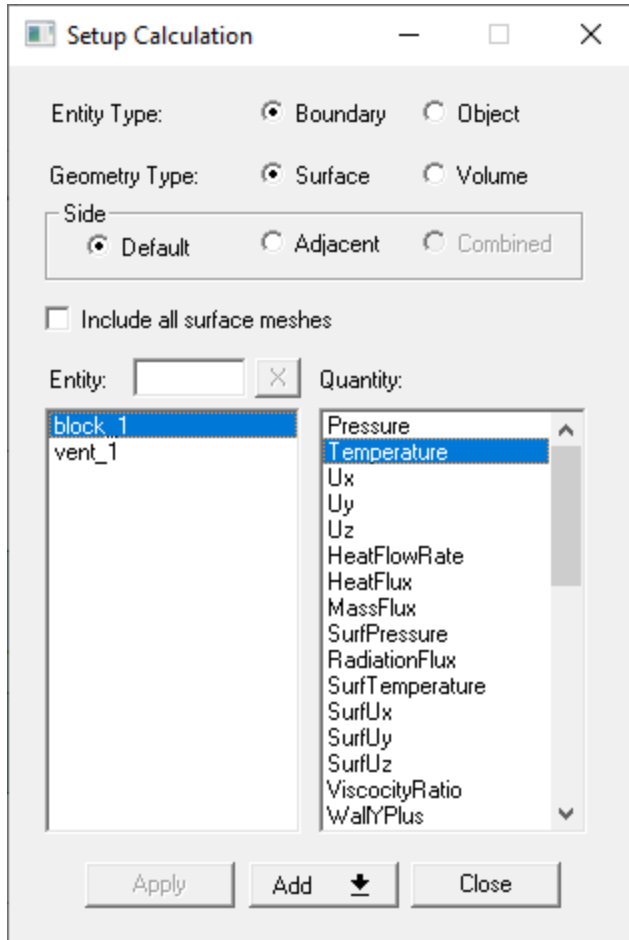 Setup Calculation
Entity Type: Boundary Object
Geometry Type: Surface Volume
Side
Default Adjacent Combined
Include all surface meshes
Entity: X Quantity:
block_1
vent_1
Pressure
Temperature
Ux
Uy
Uz
HeatFlowRate
HeatFlux
MassFlux
SurfPressure
RadiationFlux
SurfTemperature
SurfUx
SurfUy
SurfUz
ViscocityRatio
WallYPlus
Apply Add Close